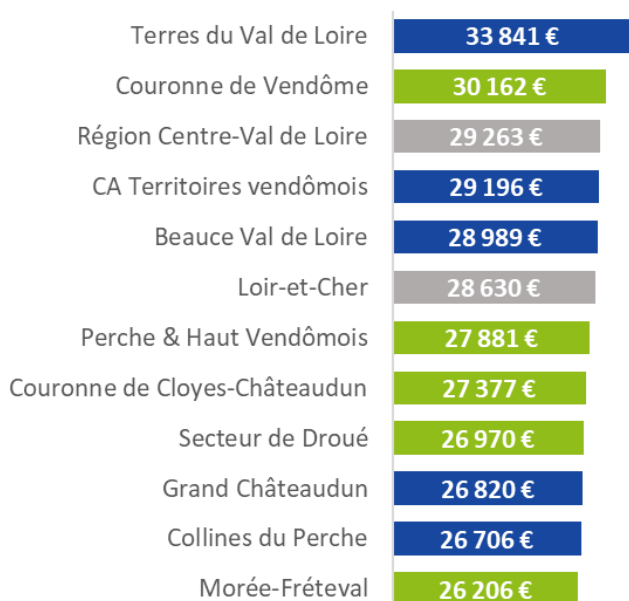 Terres du Val de Loire 33 841 €
Couronne de Vendôme 30 162 €
Région Centre-Val de Loire 29 263 €
CA Territoires vendômois 29 196 €
Beauce Val de Loire 28 989 €
Loir-et-Cher 28 630 €
Perche & Haut Vendômois 27 881 €
Couronne de Cloyes-Châteaudun 27 377 €
Secteur de Droué 26 970 €
Grand Châteaudun 26 820 €
Collines du Perche 26 706 €
Morée-Fréteval 26 206 €